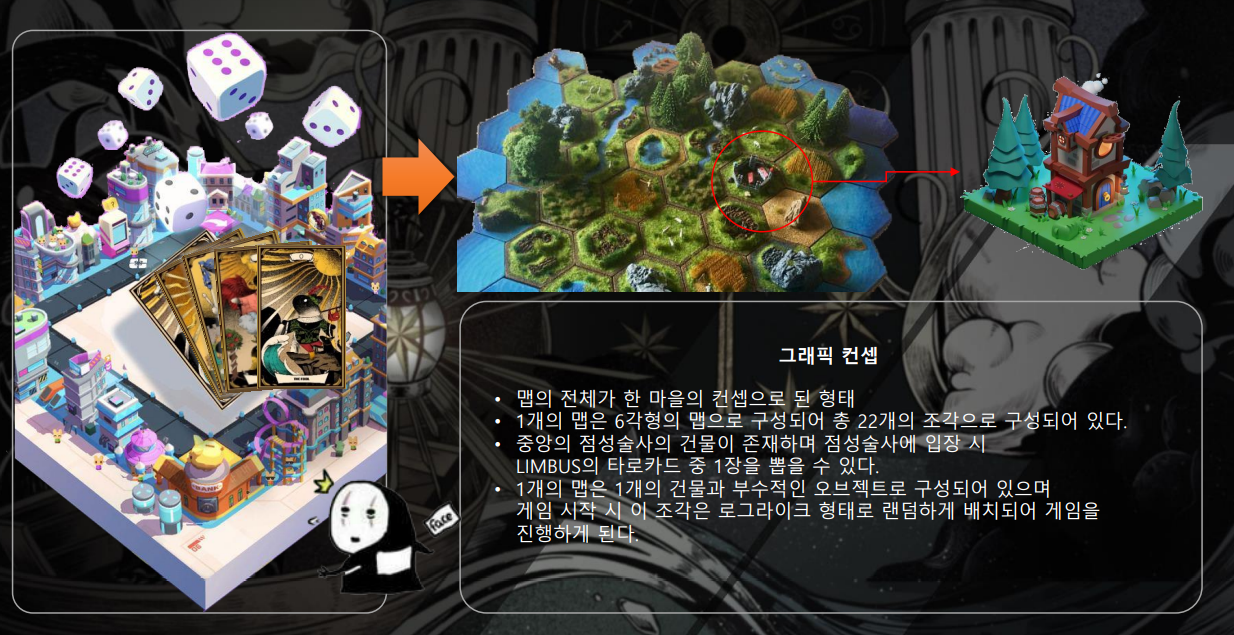 그래픽 컨셉
• 맵의 전체가 한 마을의 컨셉으로 된 형태
• 1개의 맵은 6각형의 맵으로 구성되어 총 22개의 조각으로 구성되어 있다.
• 중앙의 점성술사의 건물이 존재하며 점성술사에 입장 시
LIMBUS의 타로카드 중 1장을 뽑을 수 있다.
• 1개의 맵은 1개의 건물과 부수적인 오브젝트로 구성되어 있으며
게임 시작 시 이 조각은 로그라이크 형태로 랜덤하게 배치되어 게임을
진행하게 된다.
BANK
Face
0